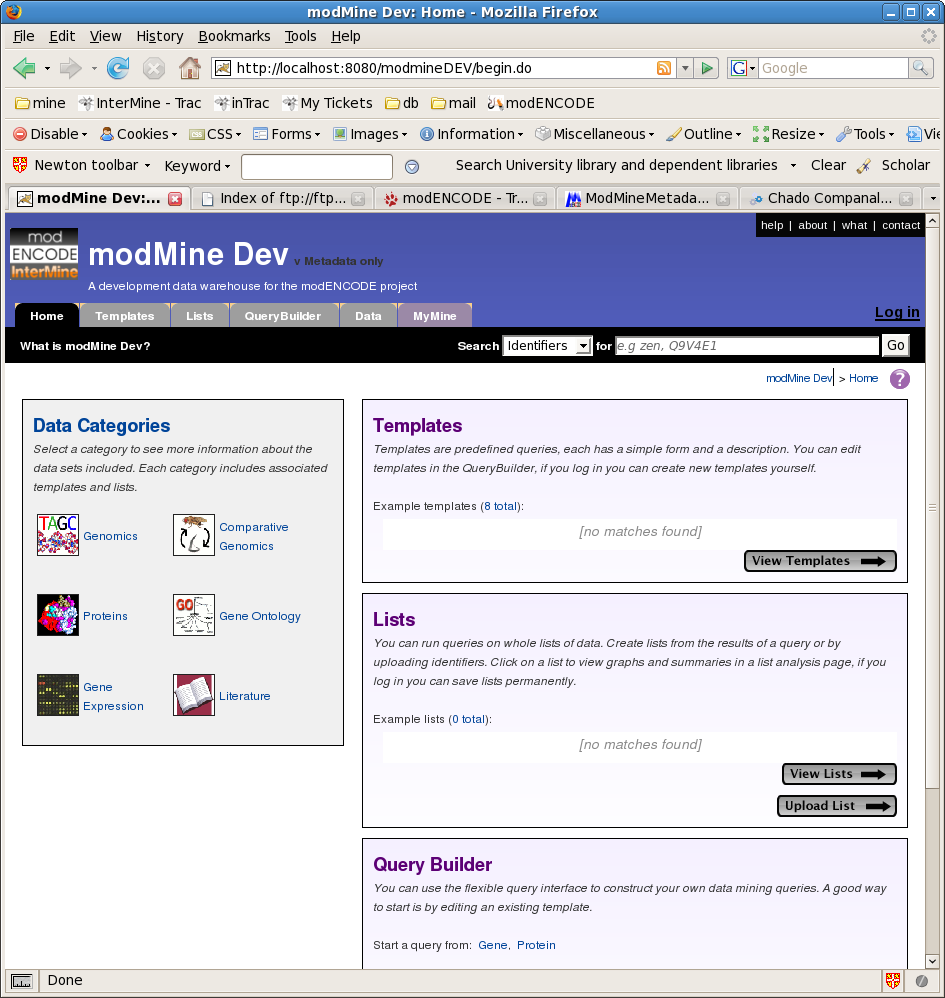 modMine Dev: Home - Mozilla Firefox
File Edit View History Bookmarks Tools Help
http://localhost:8080/modmineDEV/begin.do
G Google
mine InterMine - Trac inTrac My Tickets db mail modENCODE
Disable Cookies CSS Forms Images Information Miscellaneous Outline Resize Tools Vie
Newton toolbar Keyword Search University library and dependent libraries Clear Scholar
modMine Dev:... Index of ftp://ftp... modENCODE - Tr... ModMineMetada... Chado Companal...
help | about | what | contact
mod
ENCODE
InterMine
modMine Dev v Metadata only
A development data warehouse for the modENCODE project
Home Templates Lists QueryBuilder Data MyMine
Log in
What is modMine Dev?
Search Identifiers for e.g zen, Q9V4E1 Go
modMine Dev > Home ?
Data Categories
Select a category to see more information about the
data sets included. Each category includes associated
templates and lists.
TAGC
Genomics
Comparative
Genomics
Proteins
GO
Gene Ontology
Gene
Expression
Literature
Templates
Templates are predefined queries, each has a simple form and a description. You can edit
templates in the QueryBuilder, if you log in you can create new templates yourself.
Example templates (8 total):
[no matches found]
View Templates
Lists
You can run queries on whole lists of data. Create lists from the results of a query or by
uploading identifiers. Click on a list to view graphs and summaries in a list analysis page, if you
log in you can save lists permanently.
Example lists (0 total):
[no matches found]
View Lists
Upload List
Query Builder
You can use the flexible query interface to construct your own data mining queries. A good way
to start is by editing an existing template.
Start a query from: Gene, Protein
Done